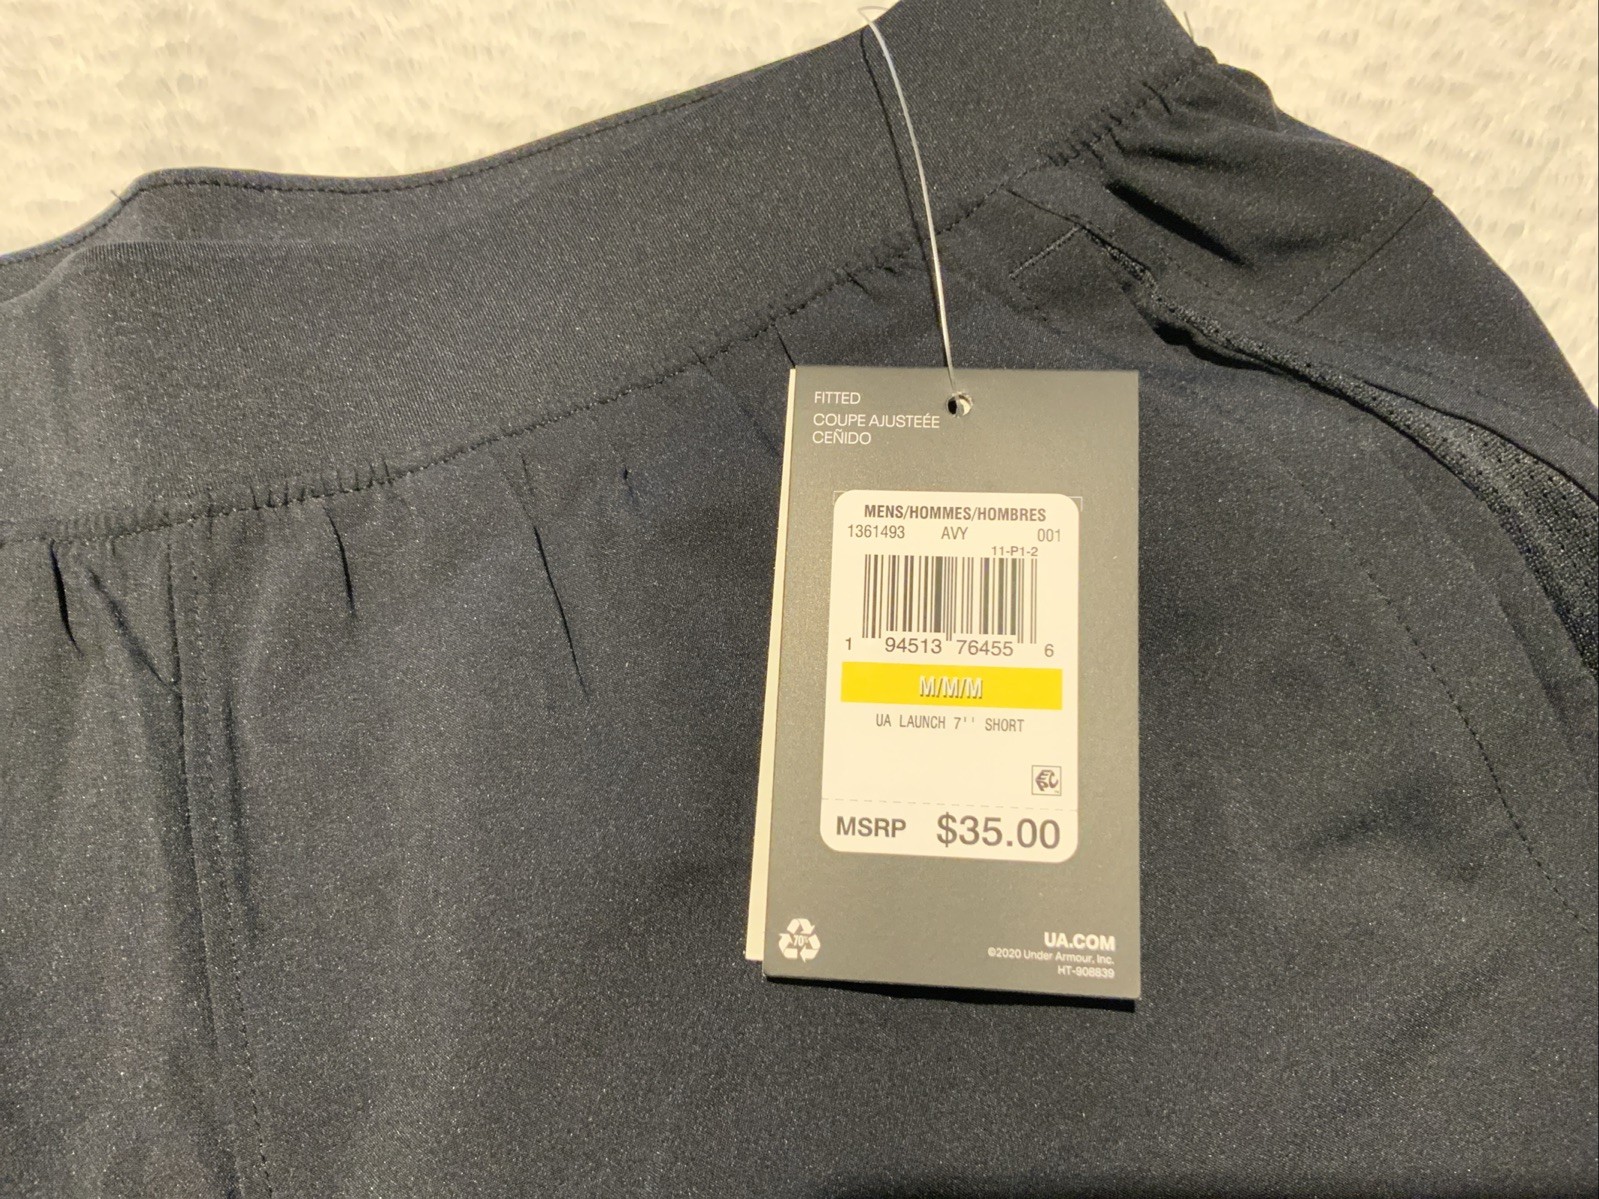 FITTED
COUPE AJUSTEÉE
CEÑIDO
MENS/HOMMES/HOMBRES
1361493 AVY 001
11-P1-2
1 94513 76455 6
M/M/M
UA LAUNCH 7'' SHORT
MSRP $35.00
70%
UA.COM
©2020 Under Armour, Inc.
HT-908839